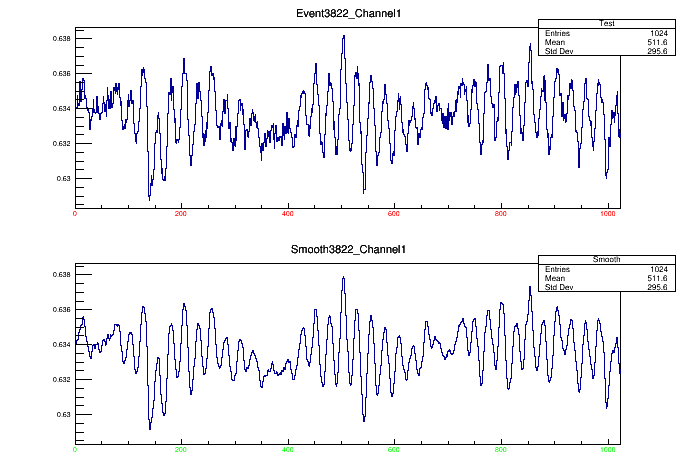 Event3822_Channel1
Test
Entries 1024
Mean 511.6
Std Dev 295.6
0.638
0.636
0.634
0.632
0.63
0 200 400 600 800 1000
Smooth3822_Channel1
Smooth
Entries 1024
Mean 511.6
Std Dev 295.6
0.638
0.636
0.634
0.632
0.63
0 200 400 600 800 1000